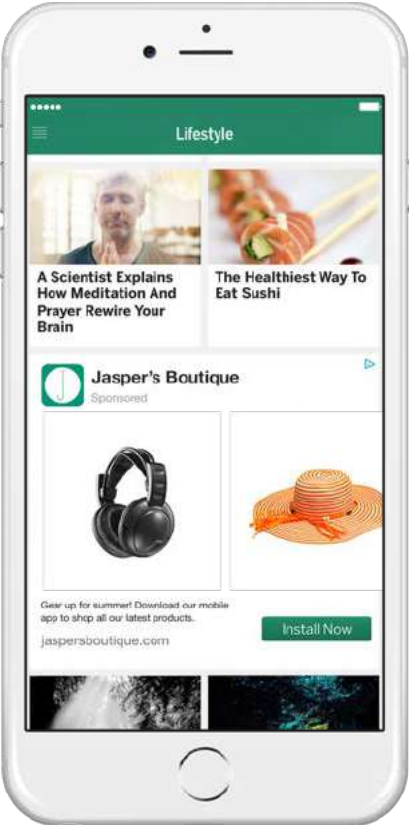 Lifestyle
A Scientist Explains
How Meditation And
Prayer Rewire Your
Brain
The Healthiest Way To
Eat Sushi
J
Jasper's Boutique
Sponsored
Gear up for summer! Download our mobile
app to shop all our latest products.
jaspersboutique.com
Install Now